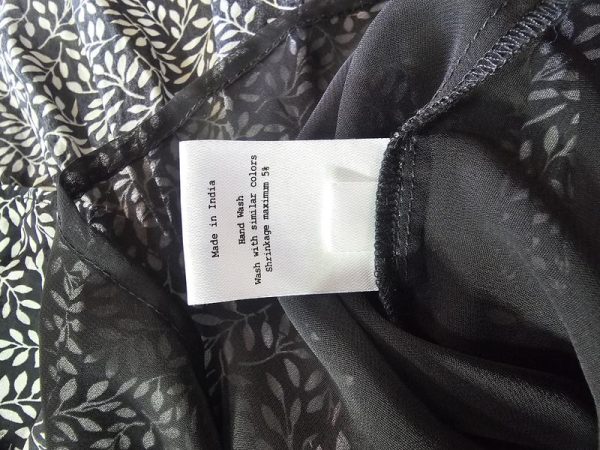 Made in India
Hand Wash
Wash with similar colors
Shrinkage maximum 5%